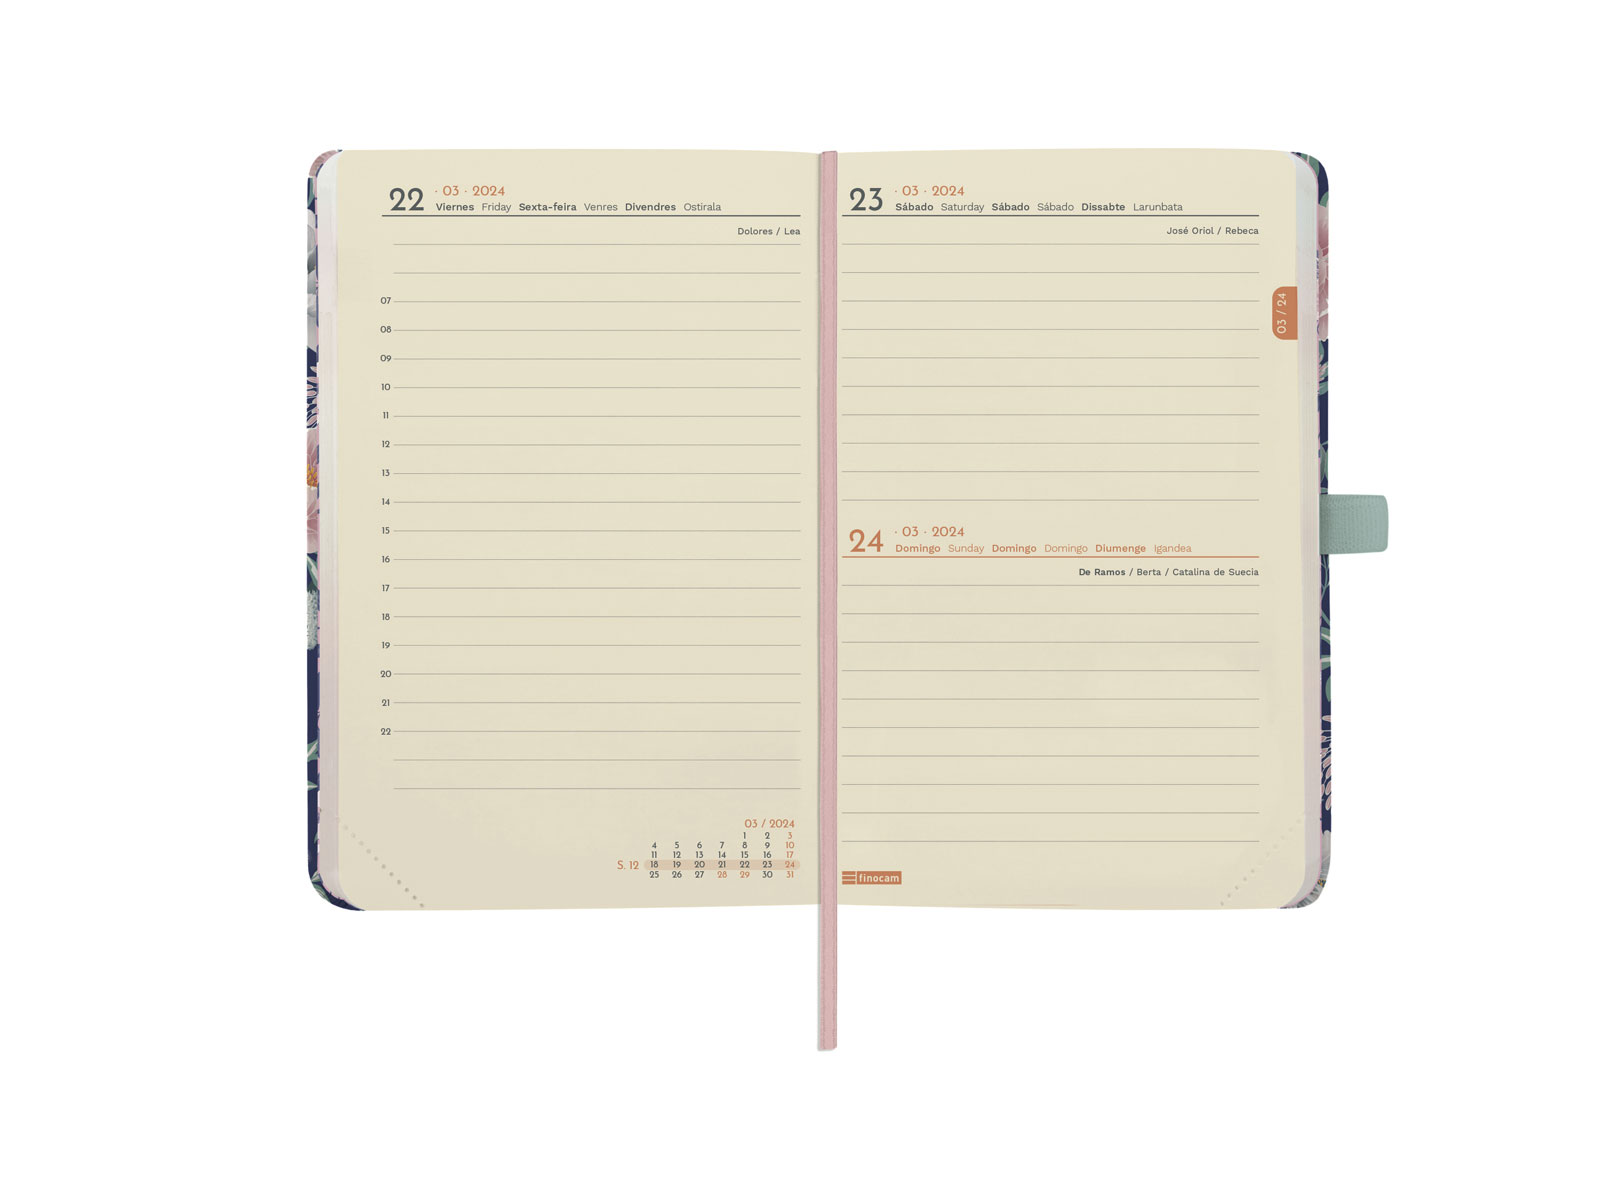 22 · 03 · 2024
Viernes Friday Sexta-feira Venres Divendres Ostirala
Dolores / Lea
07
08
09
10
11
12
13
14
15
16
17
18
19
20
21
22
03 / 2024
1 2 3
4 5 6 7 8 9 10
11 12 13 14 15 16 17
S. 12 18 19 20 21 22 23 24
25 26 27 28 29 30 31
23 · 03 · 2024
Sábado Saturday Sábado Sábado Dissabte Larunbata
José Oriol / Rebeca
03 / 24
24 · 03 · 2024
Domingo Sunday Domingo Domingo Diumenge Igandea
De Ramos / Berta / Catalina de Suecia
finocam